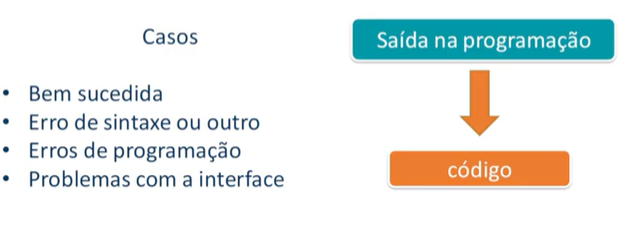 Casos
• Bem sucedida
• Erro de sintaxe ou outro
• Erros de programação
• Problemas com a interface
Saída na programação
código